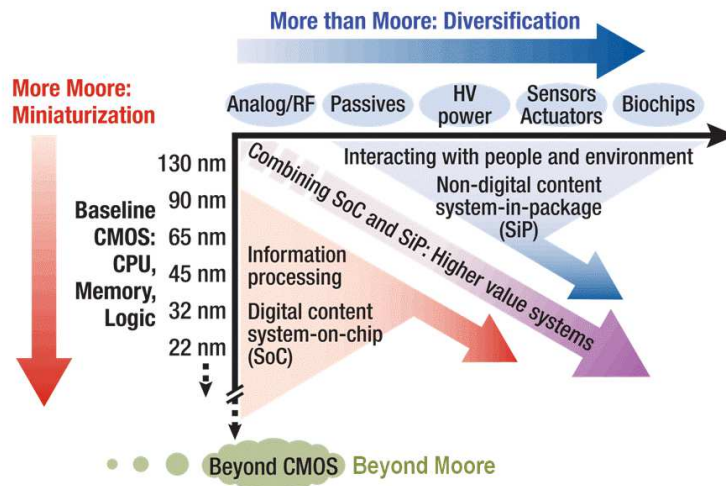 More than Moore: Diversification
More Moore:
Miniaturization
Analog/RF
Passives
HV
power
Sensors
Actuators
Biochips
130 nm
90 nm
65 nm
45 nm
32 nm
22 nm
Baseline
CMOS:
CPU,
Memory,
Logic
Interacting with people and environment
Non-digital content
system-in-package
(SiP)
Combining SoC and SiP: Higher value systems
Information
processing
Digital content
system-on-chip
(SoC)
Beyond CMOS
Beyond Moore